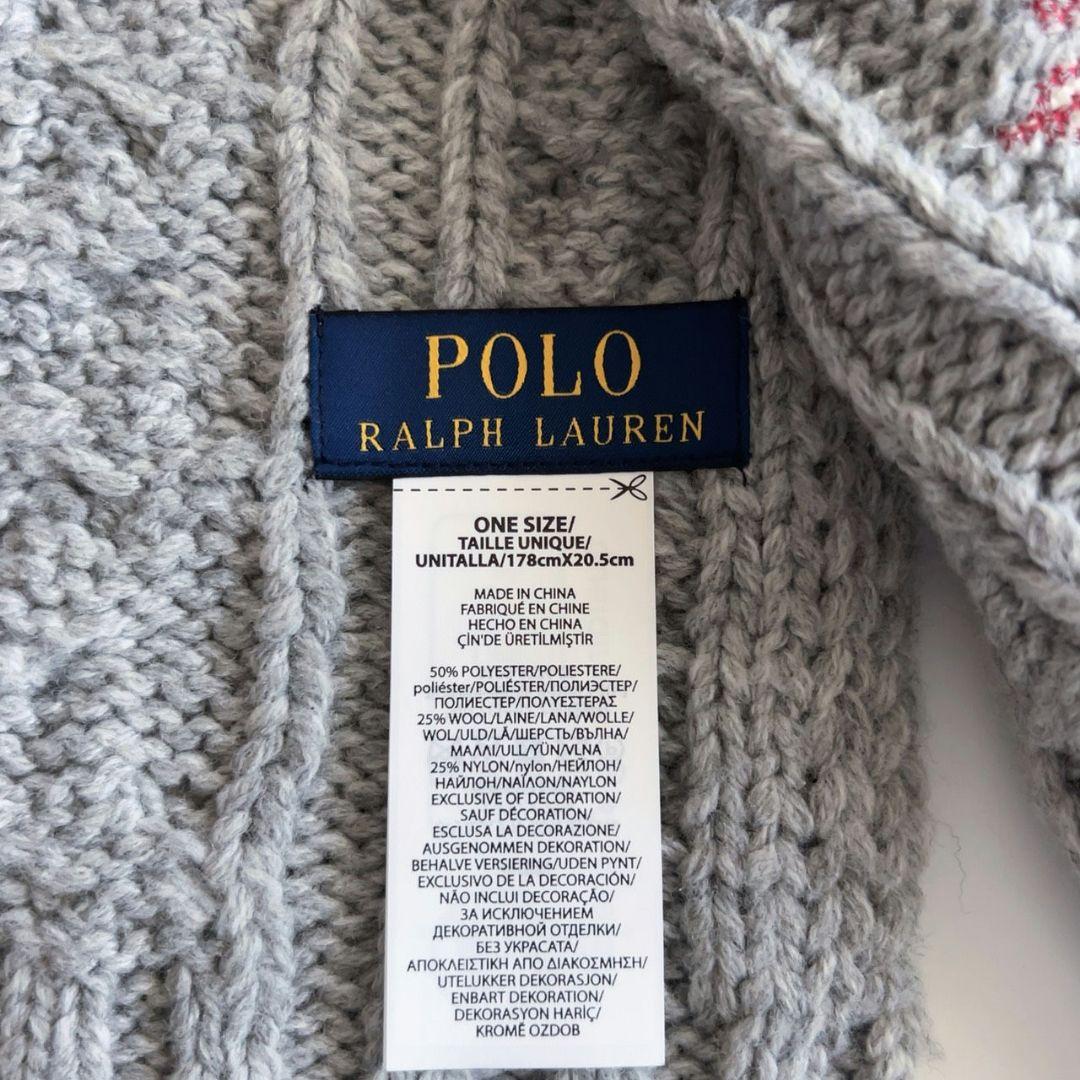 POLO
RALPH LAUREN
ONE SIZE/
TAILLE UNIQUE/
UNITALLA/178cmX20.5cm
MADE IN CHINA
FABRIQUÉ EN CHINE
HECHO EN CHINA
ÇİN'DE ÜRETİLMİŞTİR
50% POLYESTER/POLIESTERE/
poliéster/POLIÉSTER/ПОЛИЭСТЕР/
ПОЛИЕСТЕР/ΠΟΛΥΕΣΤΕΡΑΣ
25% WOOL/LAINE/LANA/WOLLE/
WOL/ULD/LÃ/ШЕРСТЬ/ВЪЛНА/
ΜΑΛΛΙ/ULL/YÜN/VLNA
25% NYLON/nylon/НЕЙЛОН/
НАЙЛОН/ΝΑΪΛΟΝ/NAYLON
EXCLUSIVE OF DECORATION/
SAUF DÉCORATION/
ESCLUSA LA DECORAZIONE/
AUSGENOMMEN DEKORATION/
BEHALVE VERSIERING/UDEN PYNT/
EXCLUSIVO DE LA DECORACIÓN/
NÃO INCLUI DECORAÇÃO/
ЗА ИСКЛЮЧЕНИЕМ
ДЕКОРАТИВНОЙ ОТДЕЛКИ/
БЕЗ УКРАСАТА/
ΑΠΟΚΛΕΙΣΤΙΚΗ ΑΠΟ ΔΙΑΚΟΣΜΗΣΗ/
UTELUKKER DEKORASJON/
ENBART DEKORATION/
DEKORASYON HARİÇ/
KROMĚ OZDOB